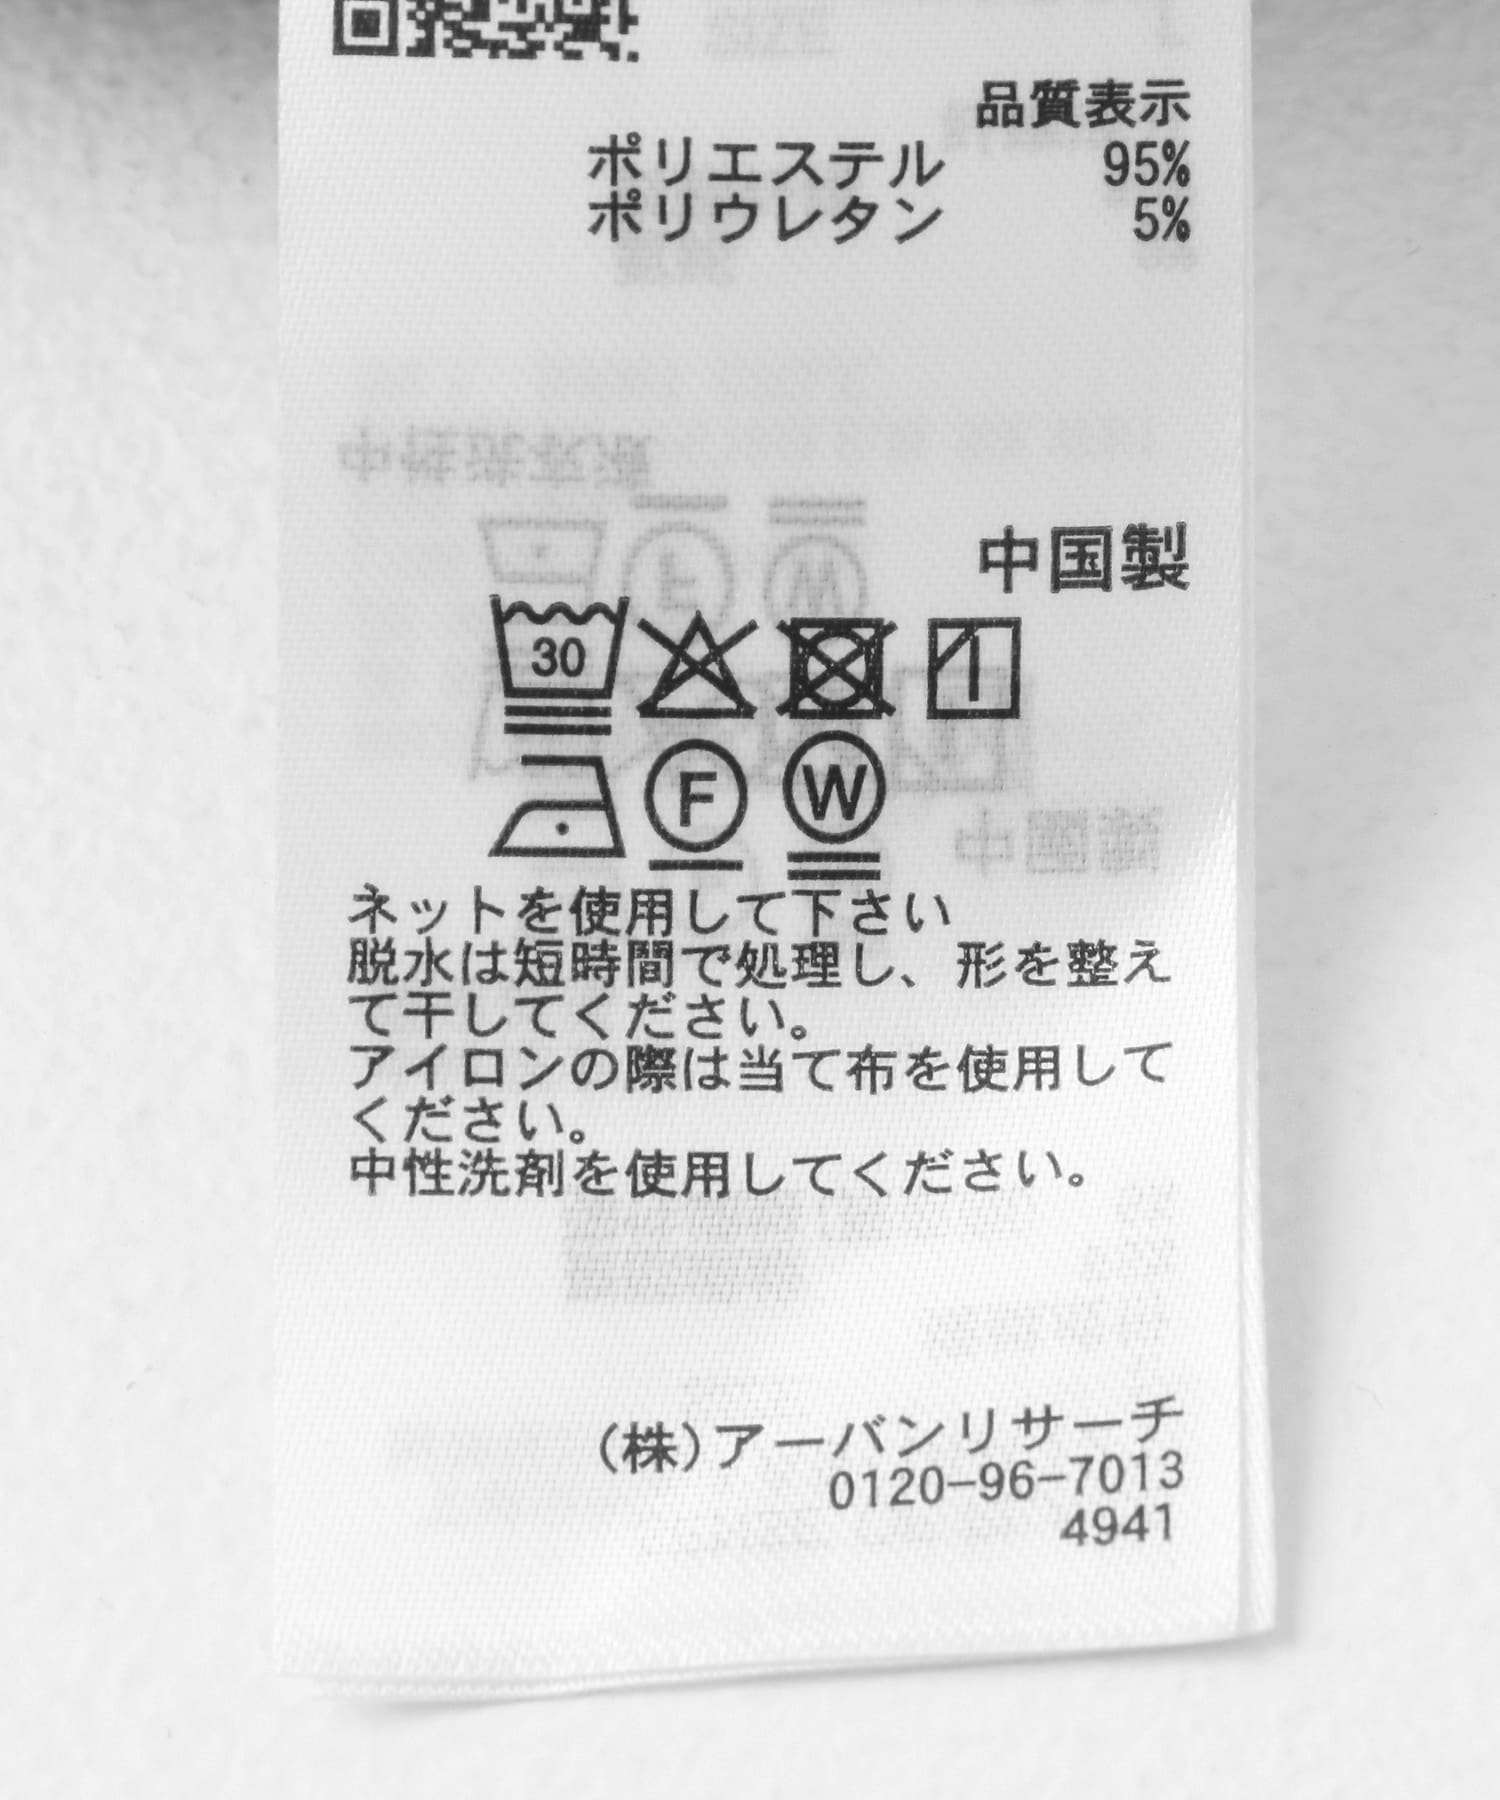 品質表示
ポリエステル 95%
ポリウレタン 5%
中国製
30
F W
ネットを使用して下さい
脱水は短時間で処理し、形を整え
て干してください。
アイロンの際は当て布を使用して
ください。
中性洗剤を使用してください。
(株)アーバンリサーチ
0120-96-7013
4941